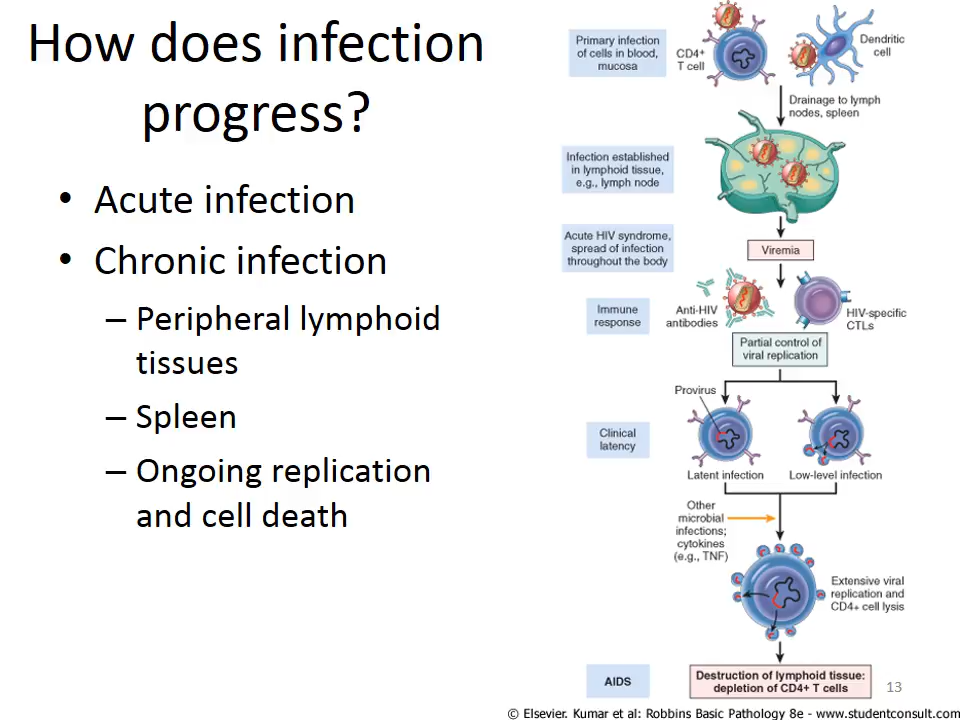 How does infection
progress?
• Acute infection
• Chronic infection
– Peripheral lymphoid
tissues
– Spleen
– Ongoing replication
and cell death
Primary infection
of cells in blood,
mucosa
CD4+
T cell
Dendritic
cell
Drainage to lymph
nodes, spleen
Infection established
in lymphoid tissue,
e.g., lymph node
Acute HIV syndrome,
spread of infection
throughout the body
Viremia
Immune
response
Anti-HIV
antibodies
HIV-specific
CTLs
Partial control of
viral replication
Provirus
Clinical
latency
Latent infection
Low-level infection
Other
microbial
infections;
cytokines
(e.g., TNF)
Extensive viral
replication and
CD4+ cell lysis
AIDS
Destruction of lymphoid tissue:
depletion of CD4+ T cells
13
© Elsevier. Kumar et al: Robbins Basic Pathology 8e - www.studentconsult.com